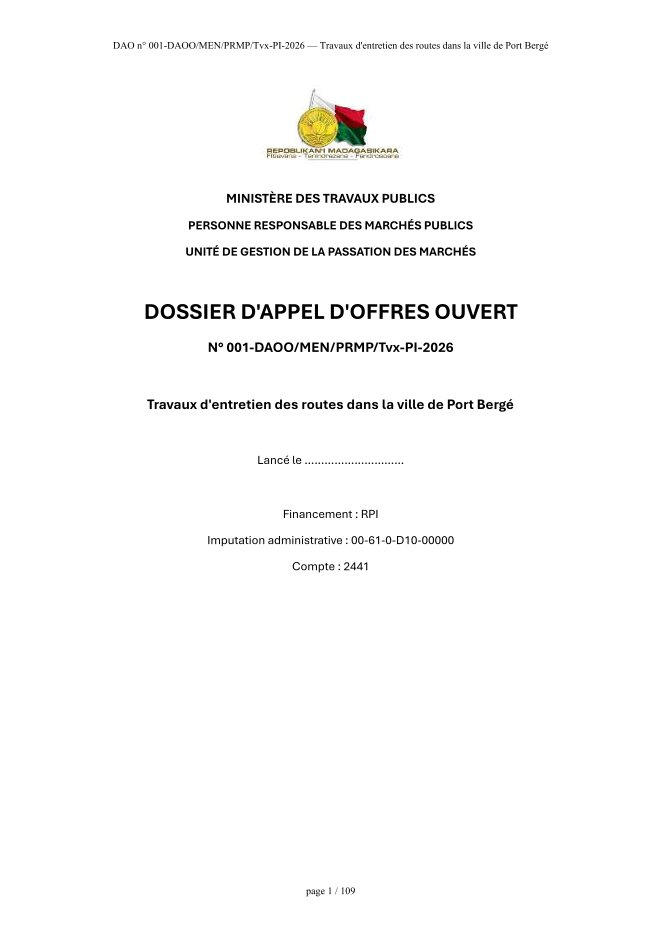 DAO n° 001-DAOO/MEN/PRMP/Tvx-PI-2026 — Travaux d'entretien des routes dans la ville de Port Bergé
REPOBLIKAN'I MADAGASIKARA
Fitiavana - Tanindrazana - Fandrosoana
MINISTÈRE DES TRAVAUX PUBLICS
PERSONNE RESPONSABLE DES MARCHÉS PUBLICS
UNITÉ DE GESTION DE LA PASSATION DES MARCHÉS
DOSSIER D'APPEL D'OFFRES OUVERT
N° 001-DAOO/MEN/PRMP/Tvx-PI-2026
Travaux d'entretien des routes dans la ville de Port Bergé
Lancé le ..............................
Financement : RPI
Imputation administrative : 00-61-0-D10-00000
Compte : 2441
page 1 / 109